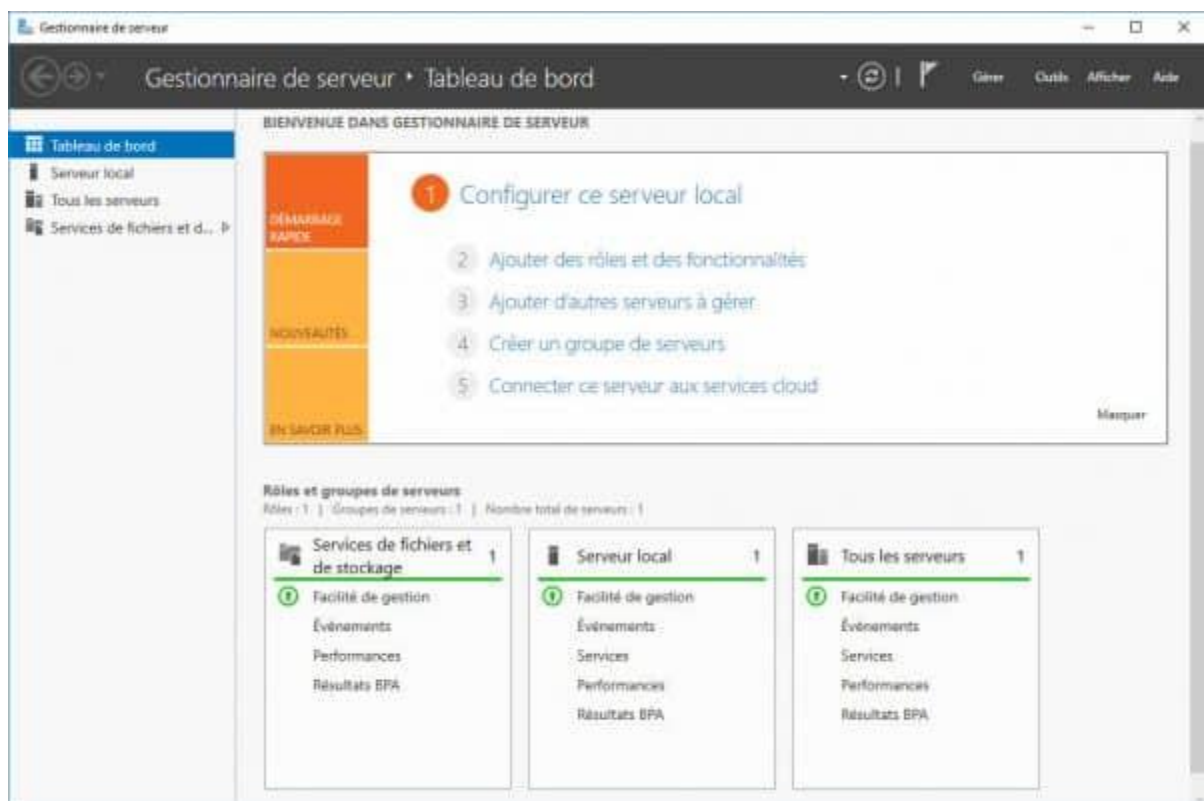 Gestionnaire de serveur
Gestionnaire de serveur • Tableau de bord
Gérer Outils Afficher Aide
Tableau de bord
Serveur local
Tous les serveurs
Services de fichiers et d...
BIENVENUE DANS GESTIONNAIRE DE SERVEUR
DÉMARRAGE
RAPIDE
NOUVEAUTÉS
EN SAVOIR PLUS
1 Configurer ce serveur local
2 Ajouter des rôles et des fonctionnalités
3 Ajouter d'autres serveurs à gérer
4 Créer un groupe de serveurs
5 Connecter ce serveur aux services cloud
Masquer
Rôles et groupes de serveurs
Rôles : 1 | Groupes de serveurs : 1 | Nombre total de serveurs : 1
Services de fichiers et
de stockage 1
Facilité de gestion
Événements
Performances
Résultats BPA
Serveur local 1
Facilité de gestion
Événements
Services
Performances
Résultats BPA
Tous les serveurs 1
Facilité de gestion
Événements
Services
Performances
Résultats BPA